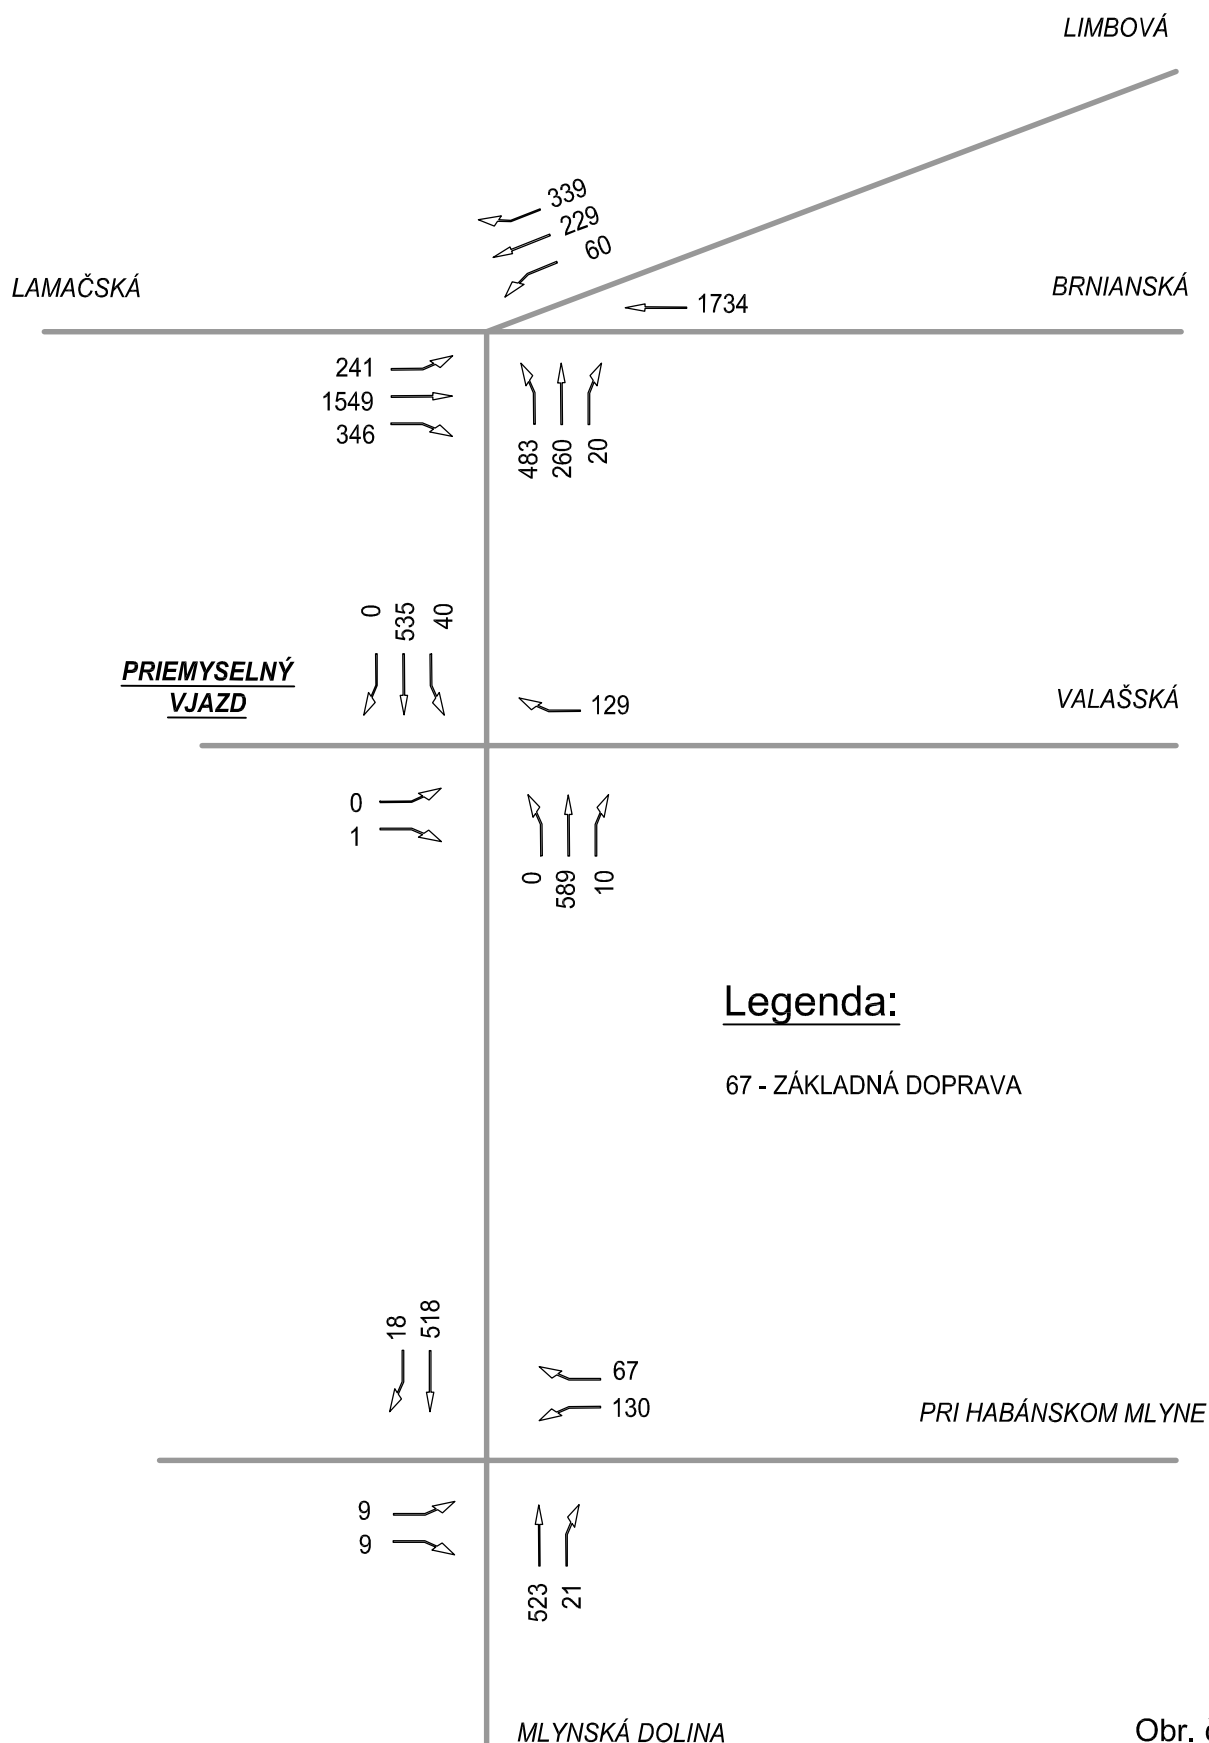 LIMBOVÁ
339
229
60
LAMAČSKÁ
BRNIANSKÁ
1734
241
1549
346
483
260
20
0
535
40
PRIEMYSELNÝ
VJAZD
129
VALAŠSKÁ
0
1
0
589
10
Legenda:
67 - ZÁKLADNÁ DOPRAVA
18
518
67
130
PRI HABÁNSKOM MLYNE
9
9
523
21
MLYNSKÁ DOLINA
Obr.